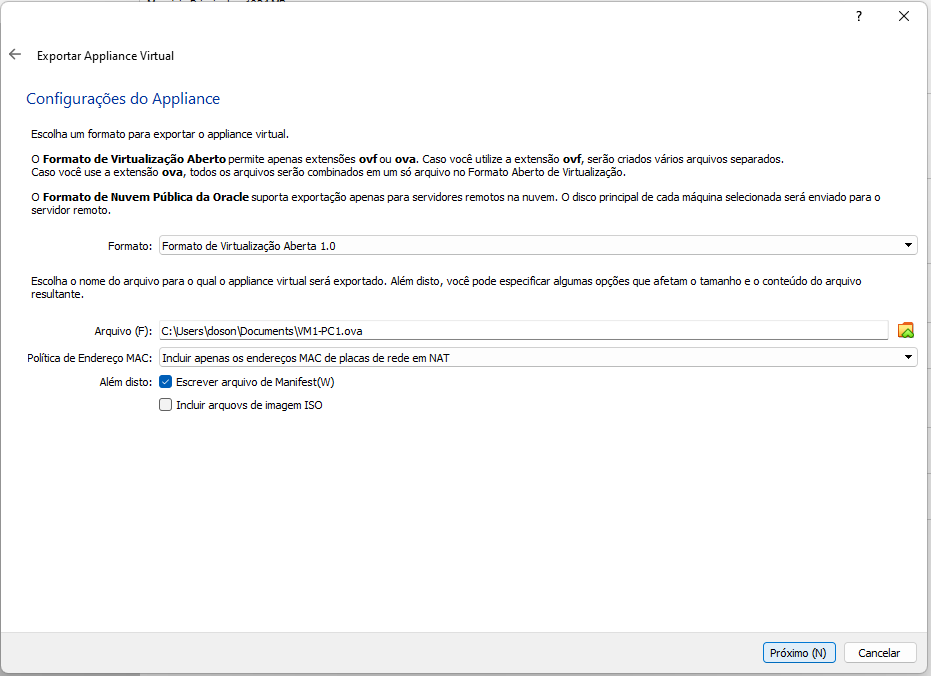 ?
Exportar Appliance Virtual
Configurações do Appliance
Escolha um formato para exportar o appliance virtual.
O Formato de Virtualização Aberto permite apenas extensões ovf ou ova. Caso você utilize a extensão ovf, serão criados vários arquivos separados.
Caso você use a extensão ova, todos os arquivos serão combinados em um só arquivo no Formato Aberto de Virtualização.
O Formato de Nuvem Pública da Oracle suporta exportação apenas para servidores remotos na nuvem. O disco principal de cada máquina selecionada será enviado para o
servidor remoto.
Formato: Formato de Virtualização Aberta 1.0
Escolha o nome do arquivo para o qual o appliance virtual será exportado. Além disto, você pode especificar algumas opções que afetam o tamanho e o conteúdo do arquivo
resultante.
Arquivo (F): C:\Users\doson\Documents\VM1-PC1.ova
Política de Endereço MAC: Incluir apenas os endereços MAC de placas de rede em NAT
Além disto: Escrever arquivo de Manifest(W)
Incluir arquovs de imagem ISO
Próximo (N) Cancelar